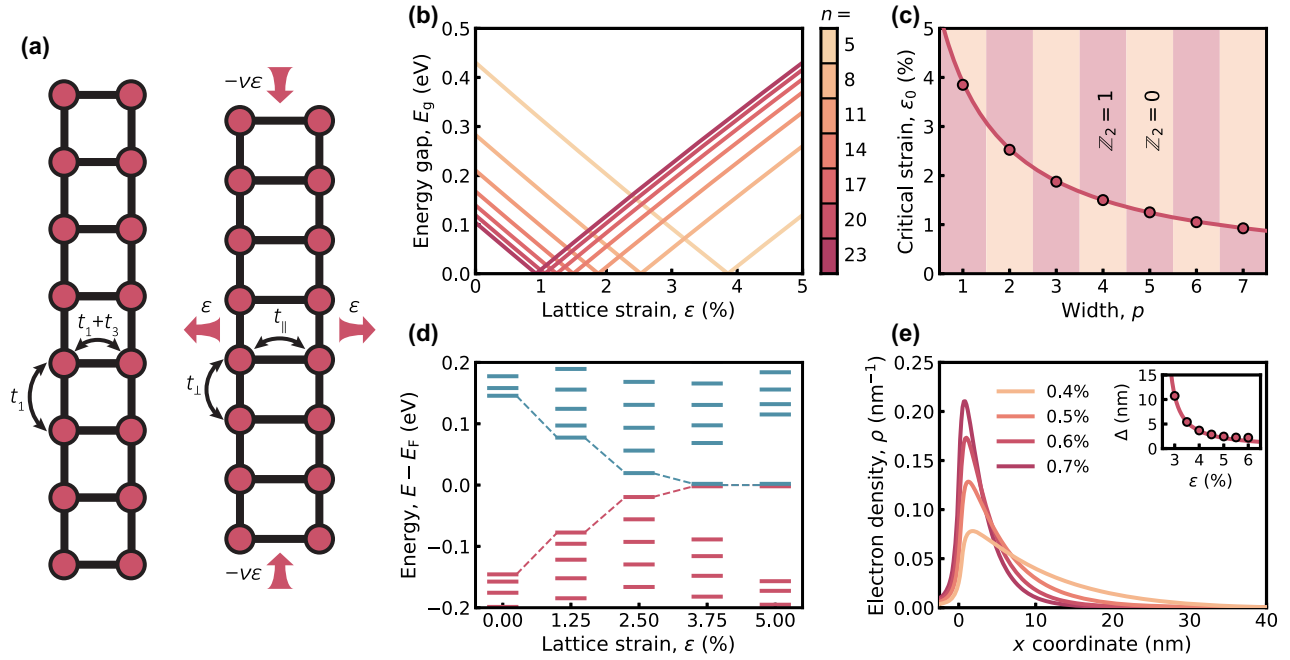 (a)
−νε
ε
ε
t₁+t₃
t∥
t₁
t⊥
−νε
(b)
n =
0.5
0.4
0.3
0.2
0.1
0.0
Energy gap, E_g (eV)
0 1 2 3 4 5
Lattice strain, ε (%)
5
8
11
14
17
20
23
(c)
5
4
3
2
1
0
Critical strain, ε₀ (%)
ℤ₂ = 1
ℤ₂ = 0
1 2 3 4 5 6 7
Width, p
(d)
0.2
0.1
0.0
−0.1
−0.2
Energy, E − E_F (eV)
0.00 1.25 2.50 3.75 5.00
Lattice strain, ε (%)
(e)
0.25
0.20
0.15
0.10
0.05
0.00
Electron density, ρ (nm⁻¹)
0.4%
0.5%
0.6%
0.7%
15
10
5
0
Δ (nm)
3 4 5 6
ε (%)
0 10 20 30 40
x coordinate (nm)